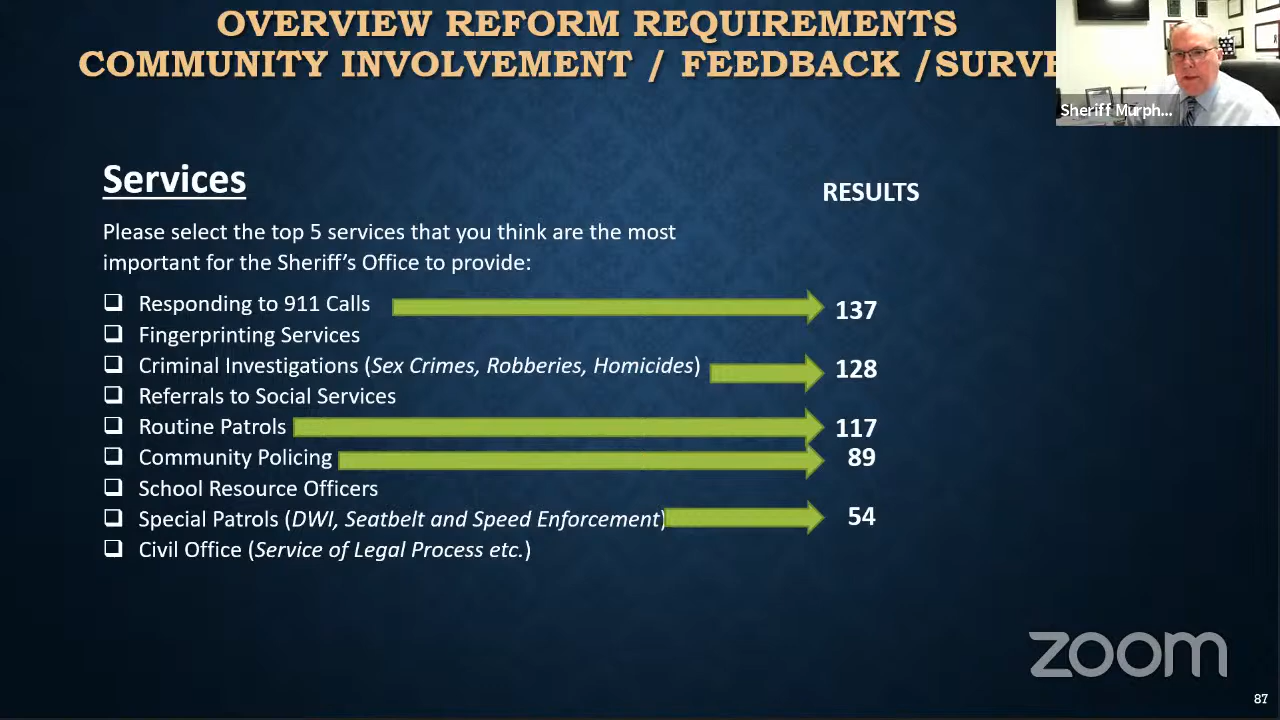 OVERVIEW REFORM REQUIREMENTS
COMMUNITY INVOLVEMENT / FEEDBACK /SURVE
Sheriff Murph...
Services
RESULTS
Please select the top 5 services that you think are the most
important for the Sheriff's Office to provide:
❑ Responding to 911 Calls 137
❑ Fingerprinting Services
❑ Criminal Investigations (Sex Crimes, Robberies, Homicides) 128
❑ Referrals to Social Services
❑ Routine Patrols 117
❑ Community Policing 89
❑ School Resource Officers
❑ Special Patrols (DWI, Seatbelt and Speed Enforcement) 54
❑ Civil Office (Service of Legal Process etc.)
zoom
87